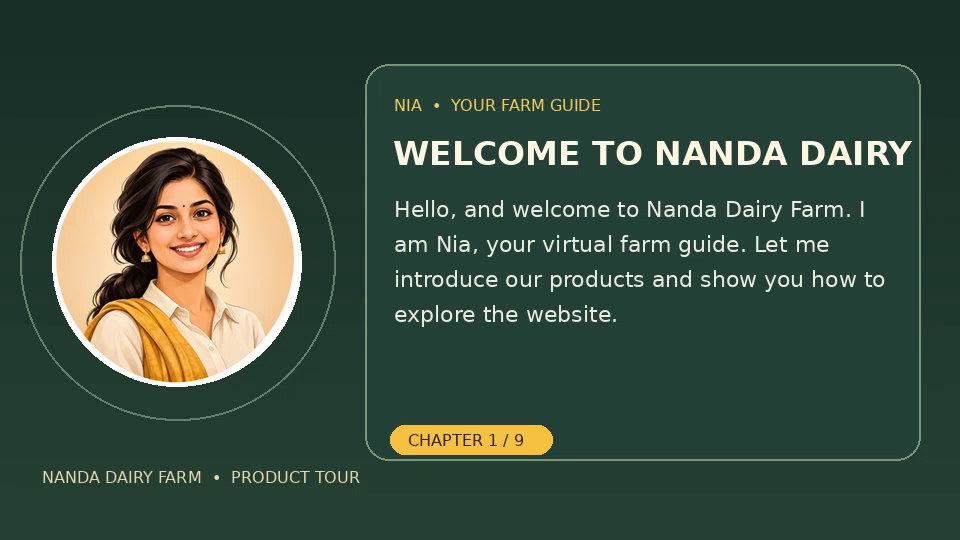 NIA • YOUR FARM GUIDE
WELCOME TO NANDA DAIRY
Hello, and welcome to Nanda Dairy Farm. I
am Nia, your virtual farm guide. Let me
introduce our products and show you how to
explore the website.
CHAPTER 1 / 9
NANDA DAIRY FARM • PRODUCT TOUR